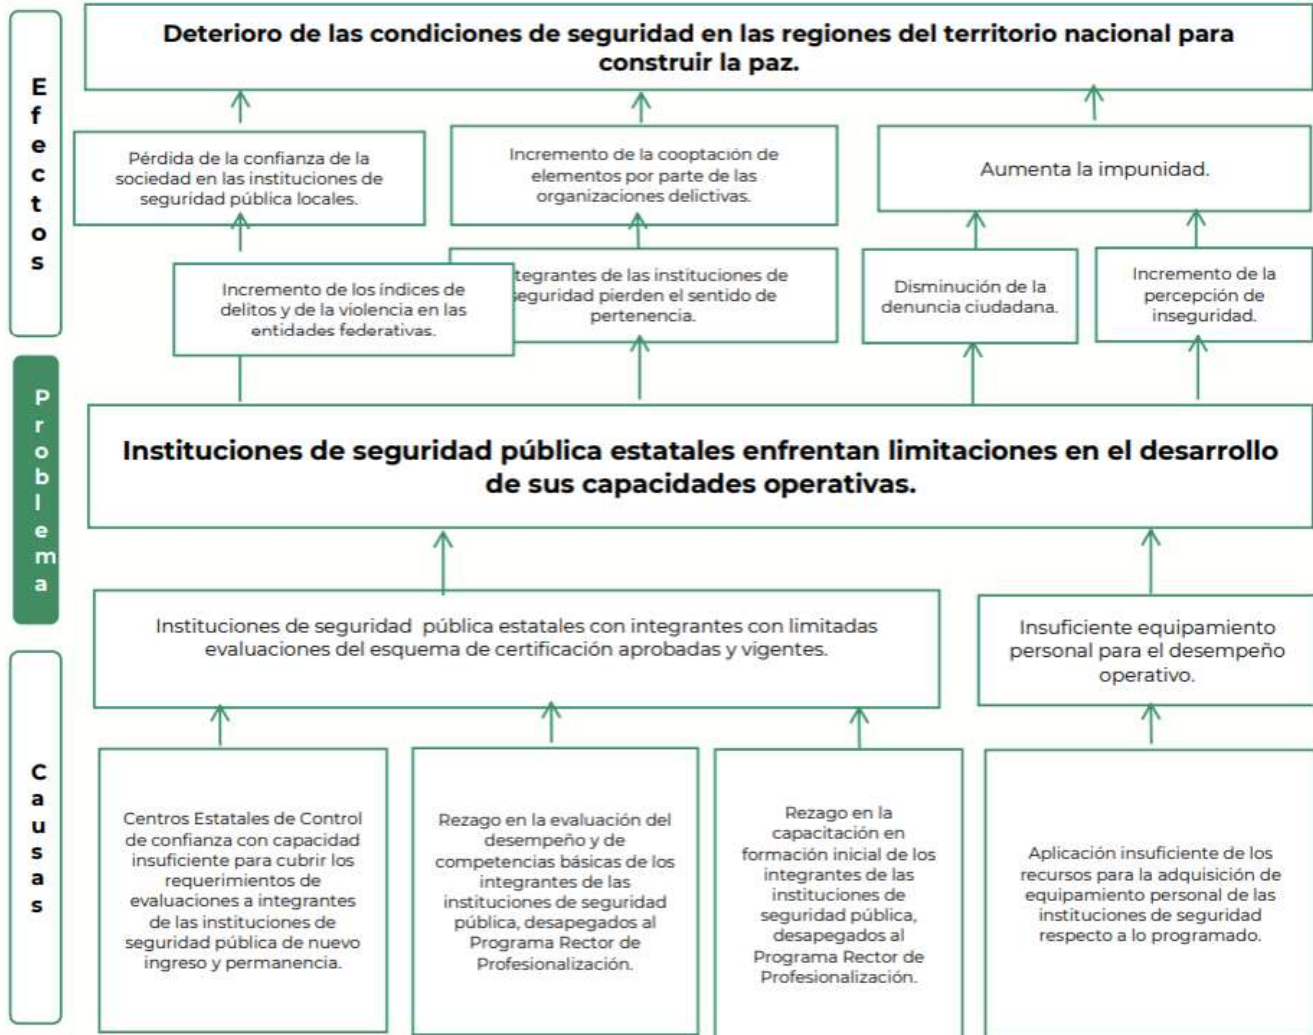 Efectos
Deterioro de las condiciones de seguridad en las regiones del territorio nacional para
construir la paz.
Pérdida de la confianza de la
sociedad en las instituciones de
seguridad pública locales.
Incremento de la cooptación de
elementos por parte de las
organizaciones delictivas.
Aumenta la impunidad.
Incremento de los índices de
delitos y de la violencia en las
entidades federativas.
tegrantes de las instituciones de
seguridad pierden el sentido de
pertenencia.
Disminución de la
denuncia ciudadana.
Incremento de la
percepción de
inseguridad.
Problema
Instituciones de seguridad pública estatales enfrentan limitaciones en el desarrollo
de sus capacidades operativas.
Causas
Instituciones de seguridad pública estatales con integrantes con limitadas
evaluaciones del esquema de certificación aprobadas y vigentes.
Insuficiente equipamiento
personal para el desempeño
operativo.
Centros Estatales de Control
de confianza con capacidad
insuficiente para cubrir los
requerimientos de
evaluaciones a integrantes
de las instituciones de
seguridad pública de nuevo
ingreso y permanencia.
Rezago en la evaluación del
desempeño y de
competencias básicas de los
integrantes de las
instituciones de seguridad
pública, desapegados al
Programa Rector de
Profesionalización.
Rezago en la
capacitación en
formación inicial de los
integrantes de las
instituciones de
seguridad pública,
desapegados al
Programa Rector de
Profesionalización.
Aplicación insuficiente de los
recursos para la adquisición de
equipamiento personal de las
instituciones de seguridad
respecto a lo programado.